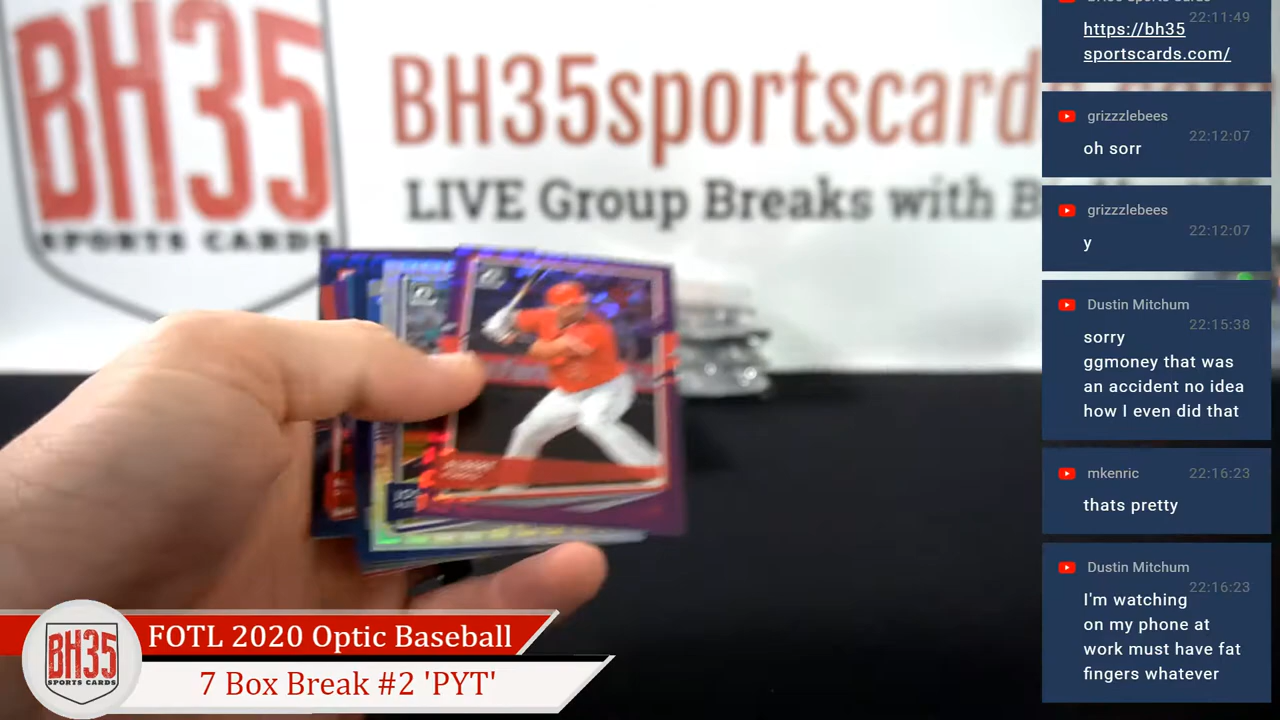 BH35
SPORTS CARDS
BH35sportscard
LIVE Group Breaks with B
22:11:49
https://bh35
sportscards.com/
grizzzlebees
22:12:07
oh sorr
grizzzlebees
22:12:07
y
Dustin Mitchum
22:15:38
sorry
ggmoney that was
an accident no idea
how I even did that
mkenric 22:16:23
thats pretty
Dustin Mitchum
22:16:23
I'm watching
on my phone at
work must have fat
fingers whatever
FOTL 2020 Optic Baseball
7 Box Break #2 'PYT'
BH35
SPORTS CARDS